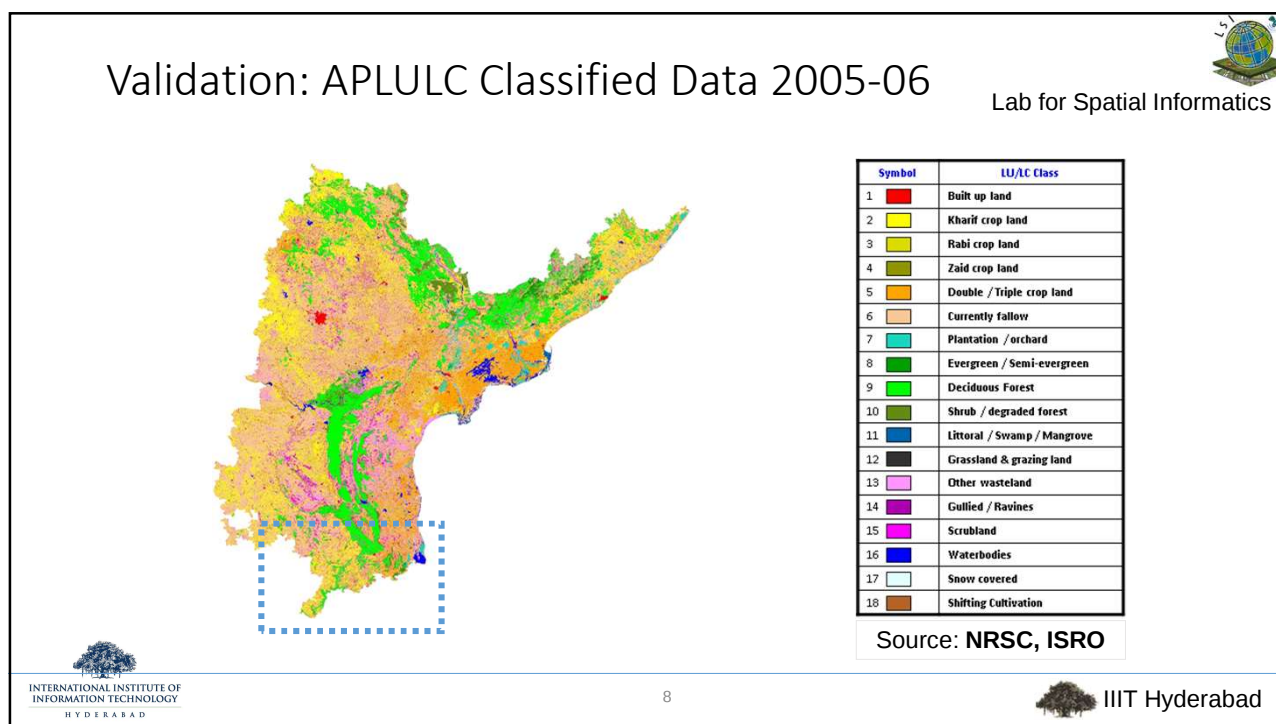 Validation: APLULC Classified Data 2005-06
LSI
Lab for Spatial Informatics
Symbol LU/LC Class
1 Built up land
2 Kharif crop land
3 Rabi crop land
4 Zaid crop land
5 Double / Triple crop land
6 Currently fallow
7 Plantation / orchard
8 Evergreen / Semi-evergreen
9 Deciduous Forest
10 Shrub / degraded forest
11 Littoral / Swamp / Mangrove
12 Grassland & grazing land
13 Other wasteland
14 Gullied / Ravines
15 Scrubland
16 Waterbodies
17 Snow covered
18 Shifting Cultivation
Source: NRSC, ISRO
INTERNATIONAL INSTITUTE OF
INFORMATION TECHNOLOGY
HYDERABAD
8
IIIT Hyderabad